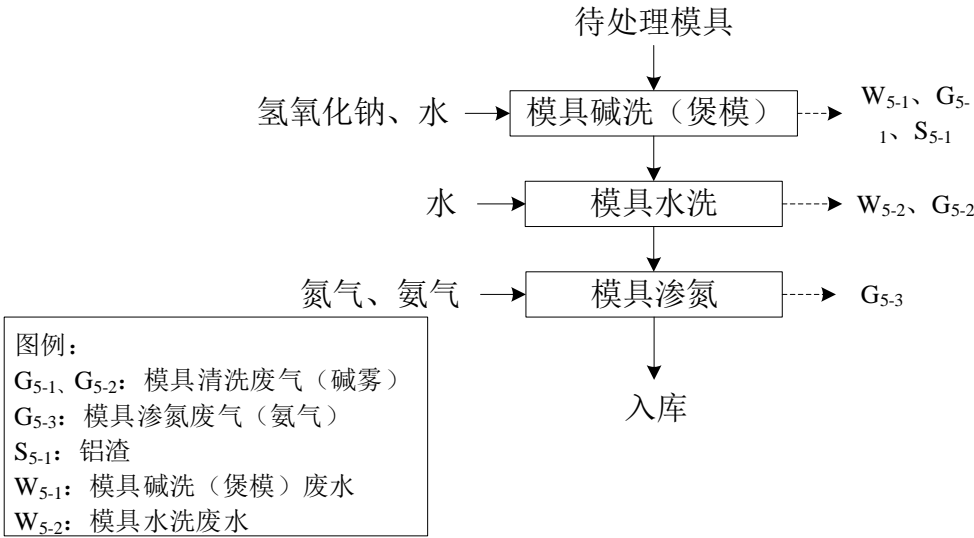 待处理模具
氢氧化钠、水
模具碱洗（煲模）
W5-1、G5-
1、S5-1
水
模具水洗
W5-2、G5-2
氮气、氨气
模具渗氮
G5-3
入库
图例：
G5-1、G5-2：模具清洗废气（碱雾）
G5-3：模具渗氮废气（氨气）
S5-1：铝渣
W5-1：模具碱洗（煲模）废水
W5-2：模具水洗废水